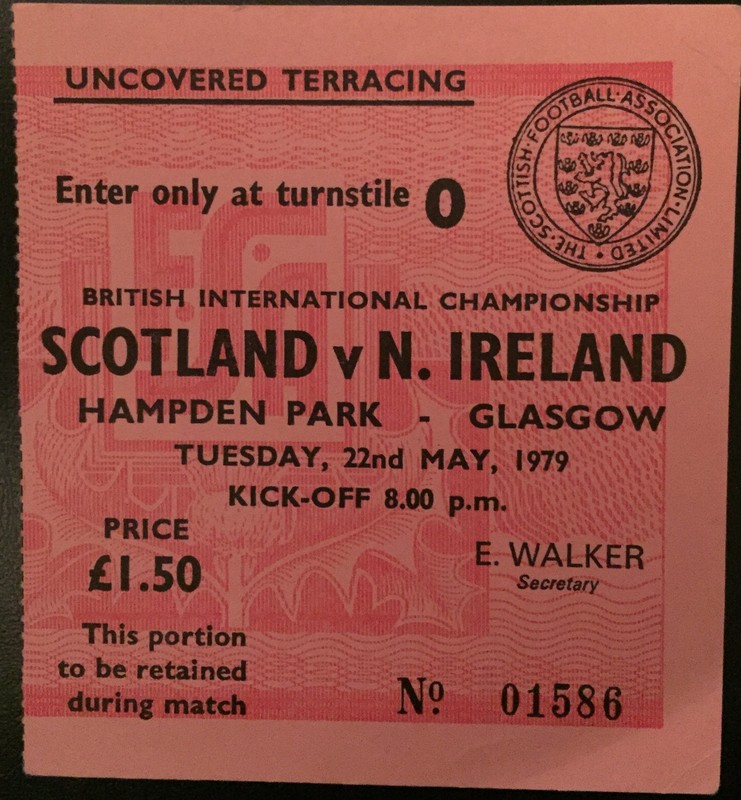 UNCOVERED TERRACING
THE·SCOTTISH·FOOTBALL·ASSOCIATION·LIMITED·
Enter only at turnstile O
BRITISH INTERNATIONAL CHAMPIONSHIP
SCOTLAND v N. IRELAND
HAMPDEN PARK - GLASGOW
TUESDAY, 22nd MAY, 1979
KICK-OFF 8.00 p.m.
PRICE
£1.50
E. WALKER
Secretary
This portion
to be retained
during match
Nº. 01586